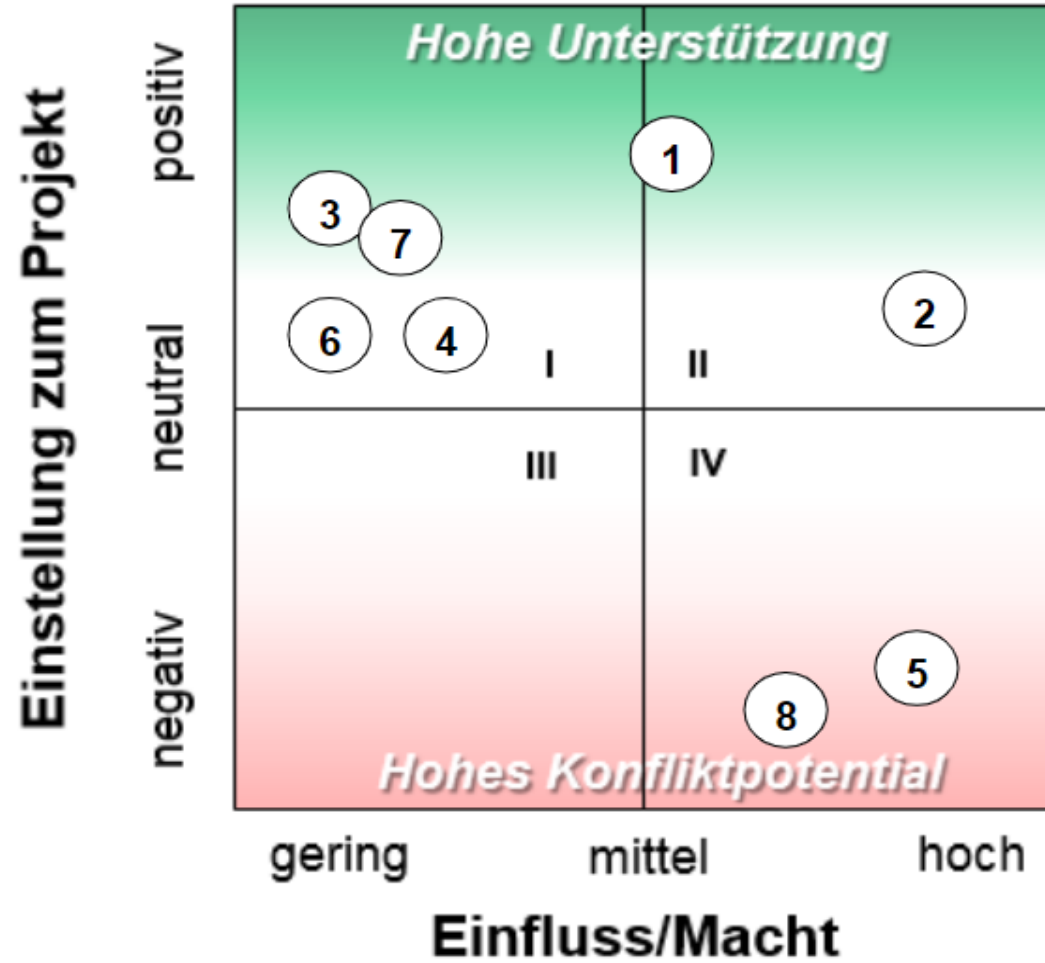 Hohe Unterstützung
Einstellung zum Projekt
positiv
neutral
negativ
1
3
7
2
6
4
I
II
III
IV
5
8
Hohes Konfliktpotential
gering
mittel
hoch
Einfluss/Macht